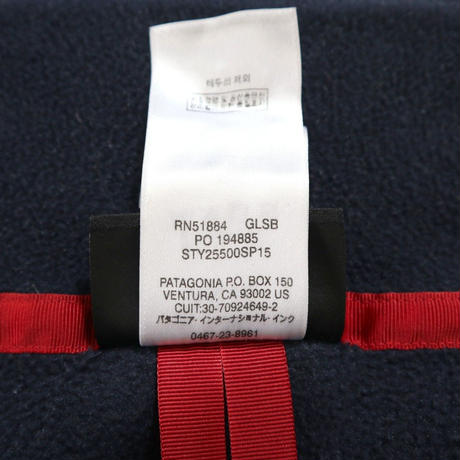 RN51884 GLSB
PO 194885
STY25500SP15
PATAGONIA P.O. BOX 150
VENTURA, CA 93002 US
CUIT:30-70924649-2
パタゴニア・インターナショナル・インク
0467-23-8961